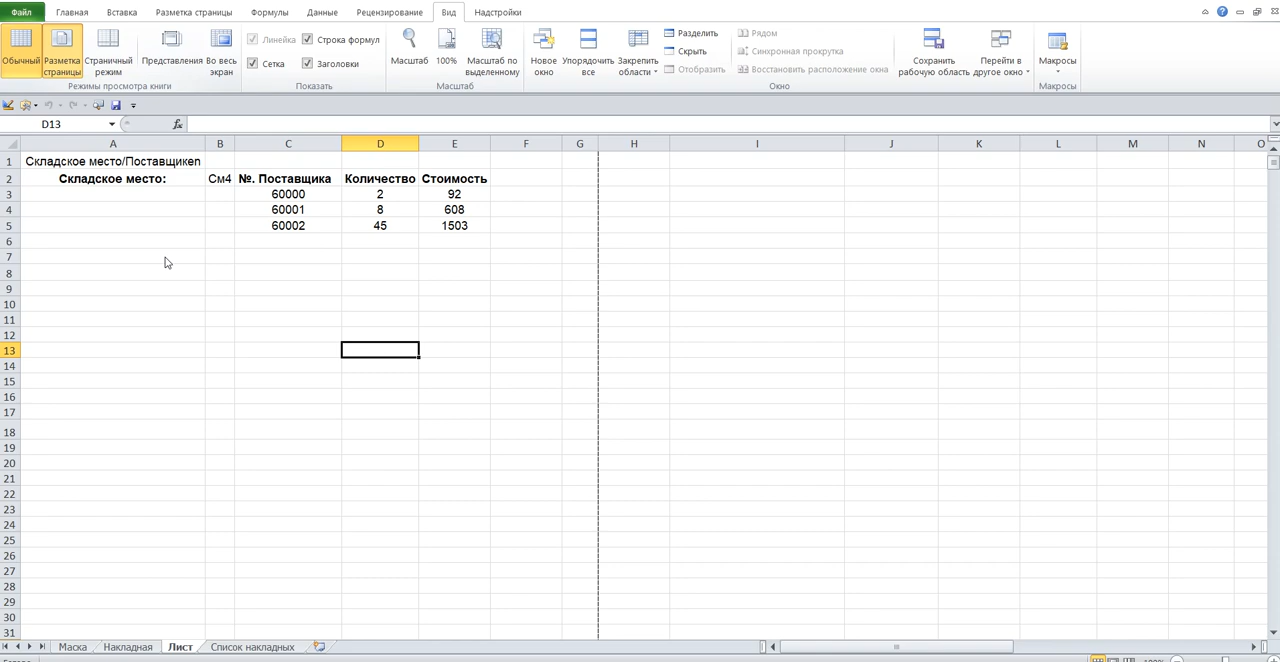 Файл Главная Вставка Разметка страницы Формулы Данные Рецензирование Вид Надстройки
Обычный Разметка страницы Страничный режим Представления Во весь экран
Режимы просмотра книги
Линейка Строка формул
Сетка Заголовки
Показать
Масштаб 100% Масштаб по выделенному
Масштаб
Новое окно Упорядочить все Закрепить области
Разделить
Скрыть
Отобразить
Рядом
Синхронная прокрутка
Восстановить расположение окна
Сохранить рабочую область Перейти в другое окно
Окно
Макросы
Макросы
D13 fx
A B C D E F G H I J K L M N O
1 Складское место/Поставщикеп
2 Складское место: См4 №. Поставщика Количество Стоимость
3 60000 2 92
4 60001 8 608
5 60002 45 1503
6
7
8
9
10
11
12
13
14
15
16
17
18
19
20
21
22
23
24
25
26
27
28
29
30
31
Маска Накладная Лист Список накладных